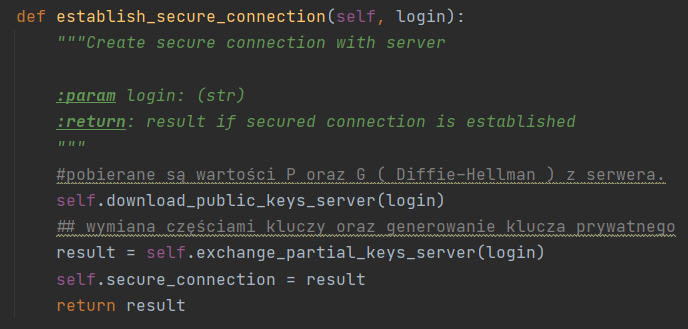 def establish_secure_connection(self, login):
"""Create secure connection with server
:param login: (str)
:return: result if secured connection is established
"""
#pobierane są wartości P oraz G ( Diffie-Hellman ) z serwera.
self.download_public_keys_server(login)
## wymiana częściami kluczy oraz generowanie klucza prywatnego
result = self.exchange_partial_keys_server(login)
self.secure_connection = result
return result